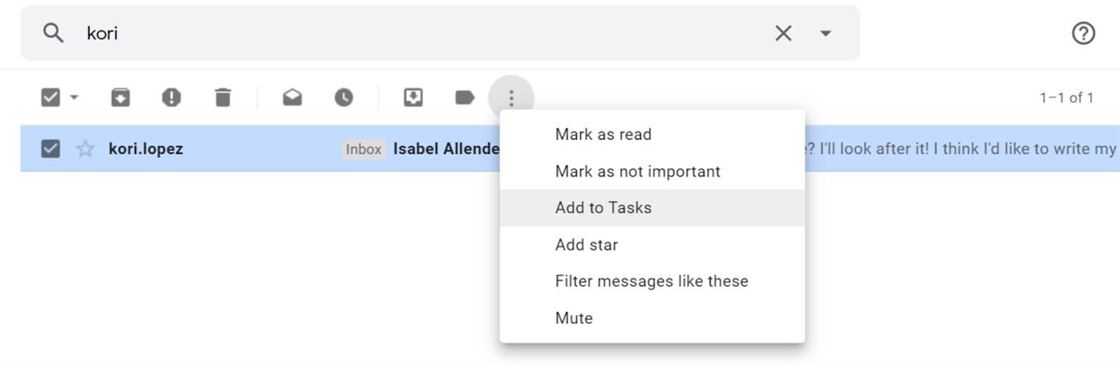 kori
1–1 of 1
kori.lopez Inbox Isabel Allende ? I'll look after it! I think I'd like to write my
Mark as read
Mark as not important
Add to Tasks
Add star
Filter messages like these
Mute